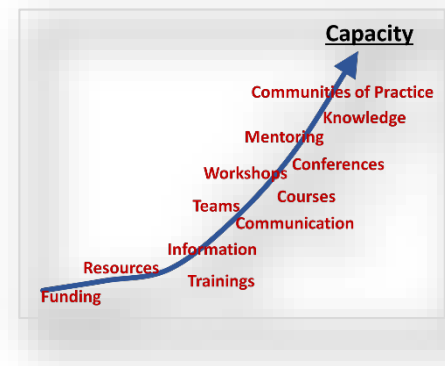 Capacity
Communities of Practice
Knowledge
Mentoring
Conferences
Workshops
Courses
Teams
Communication
Information
Resources
Trainings
Funding